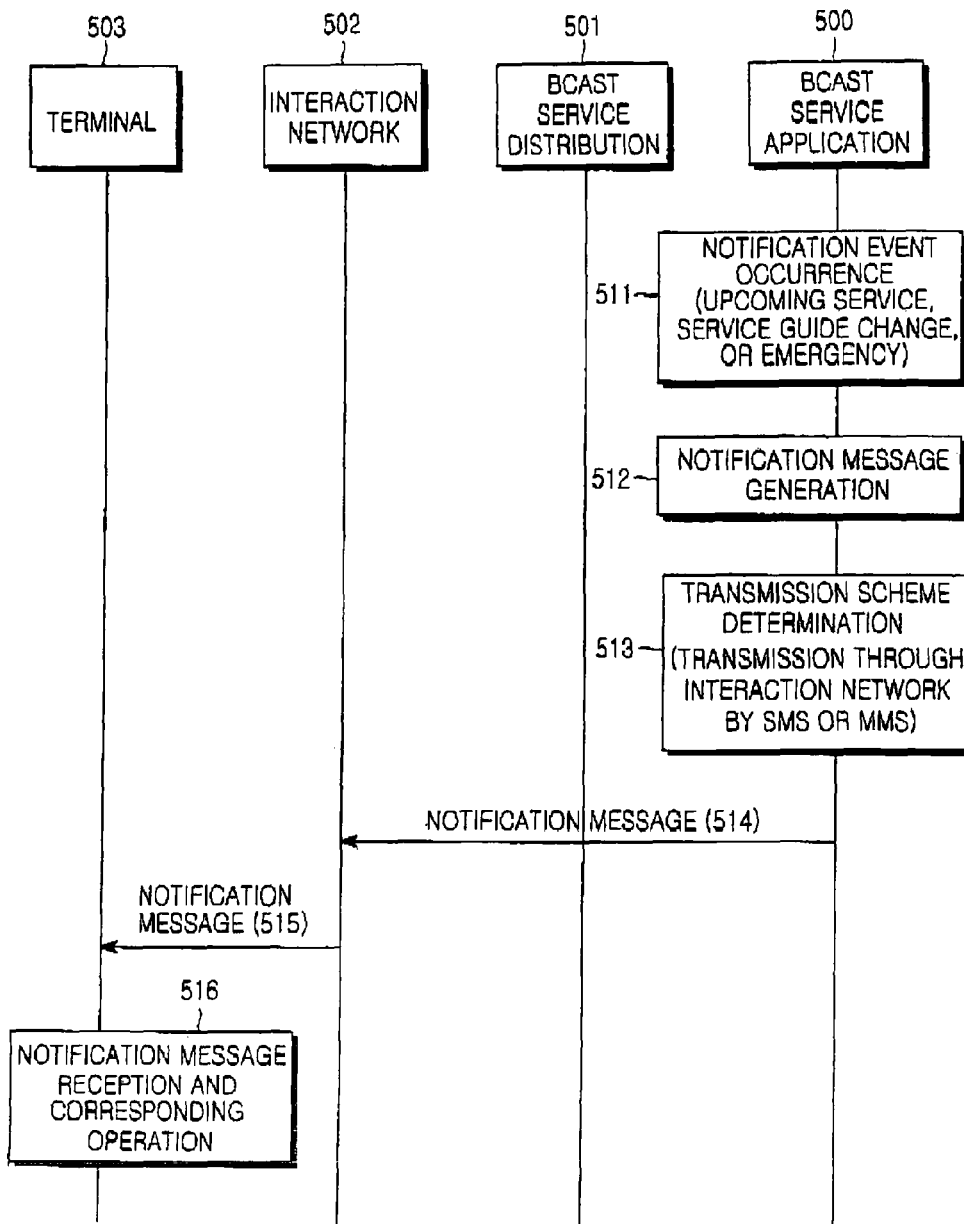 503
502
501
500
TERMINAL
INTERACTION
NETWORK
BCAST
SERVICE
DISTRIBUTION
BCAST
SERVICE
APPLICATION
511
NOTIFICATION EVENT
OCCURRENCE
(UPCOMING SERVICE,
SERVICE GUIDE CHANGE,
OR EMERGENCY)
512
NOTIFICATION MESSAGE
GENERATION
513
TRANSMISSION SCHEME
DETERMINATION
(TRANSMISSION THROUGH
INTERACTION NETWORK
BY SMS OR MMS)
NOTIFICATION MESSAGE (514)
NOTIFICATION
MESSAGE (515)
516
NOTIFICATION MESSAGE
RECEPTION AND
CORRESPONDING
OPERATION